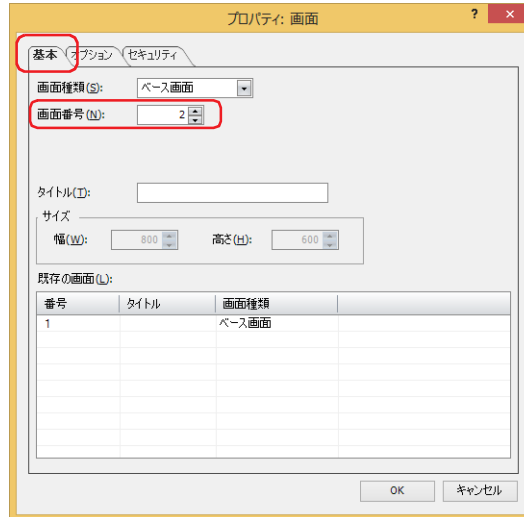 プロパティ: 画面
? ×
基本 オプション セキュリティ
画面種類(S): ベース画面
画面番号(N): 2
タイトル(T):
サイズ
幅(W): 800 高さ(H): 600
既存の画面(L):
番号 タイトル 画面種類
1 ベース画面
OK キャンセル